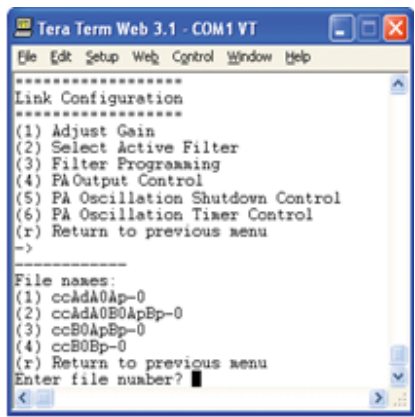 Tera Term Web 3.1 - COM1 VT
File Edit Setup Web Control Window Help
==================
Link Configuration
==================
(1) Adjust Gain
(2) Select Active Filter
(3) Filter Programming
(4) PA Output Control
(5) PA Oscillation Shutdown Control
(6) PA Oscillation Timer Control
(r) Return to previous menu
->
------------
File names:
(1) ccAdA0Ap-0
(2) ccAdA0B0ApBp-0
(3) ccB0ApBp-0
(4) ccB0Bp-0
(r) Return to previous menu
Enter file number?